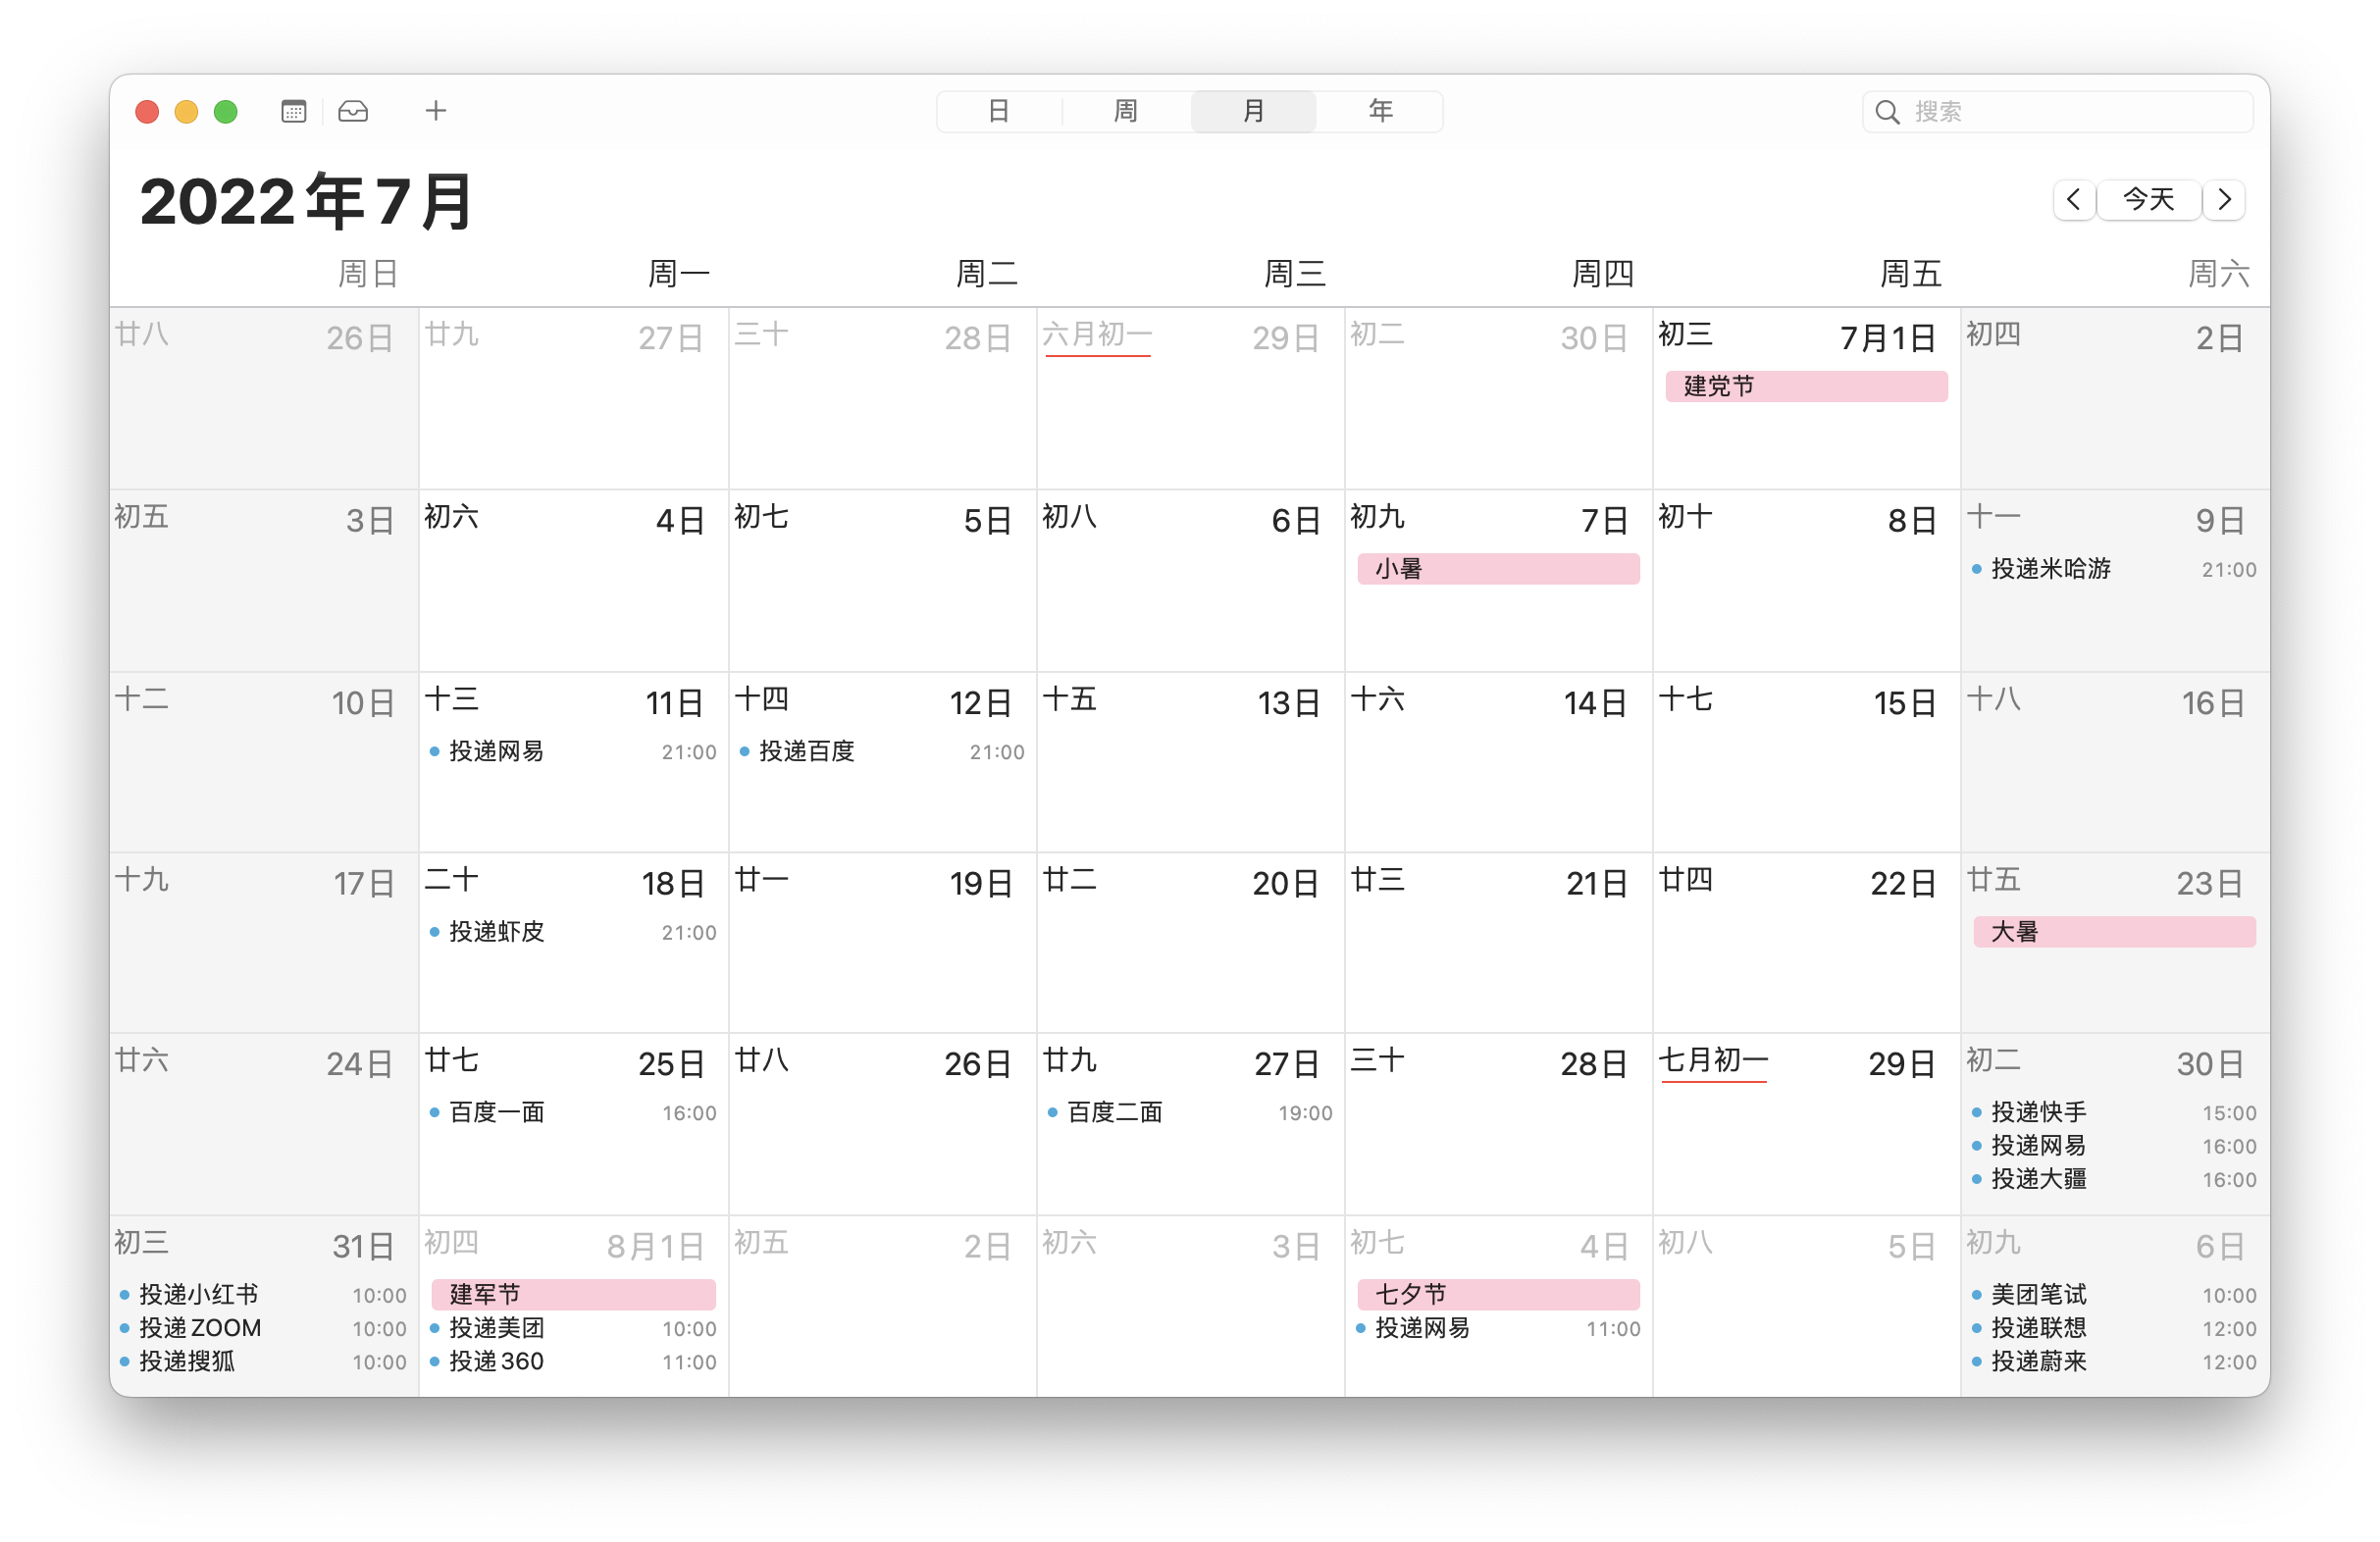 日 周 月 年 搜索
2022年7月 今天
周日 周一 周二 周三 周四 周五 周六
廿八 26日 廿九 27日 三十 28日 六月初一 29日 初二 30日 初三 7月1日 初四 2日
建党节
初五 3日 初六 4日 初七 5日 初八 6日 初九 7日 初十 8日 十一 9日
小暑 投递米哈游 21:00
十二 10日 十三 11日 十四 12日 十五 13日 十六 14日 十七 15日 十八 16日
投递网易 21:00 投递百度 21:00
十九 17日 二十 18日 廿一 19日 廿二 20日 廿三 21日 廿四 22日 廿五 23日
投递虾皮 21:00 大暑
廿六 24日 廿七 25日 廿八 26日 廿九 27日 三十 28日 七月初一 29日 初二 30日
百度一面 16:00 百度二面 19:00 投递快手 15:00
投递网易 16:00
投递大疆 16:00
初三 31日 初四 8月1日 初五 2日 初六 3日 初七 4日 初八 5日 初九 6日
投递小红书 10:00 建军节 七夕节 美团笔试 10:00
投递ZOOM 10:00 投递美团 10:00 投递网易 11:00 投递联想 12:00
投递搜狐 10:00 投递360 11:00 投递蔚来 12:00